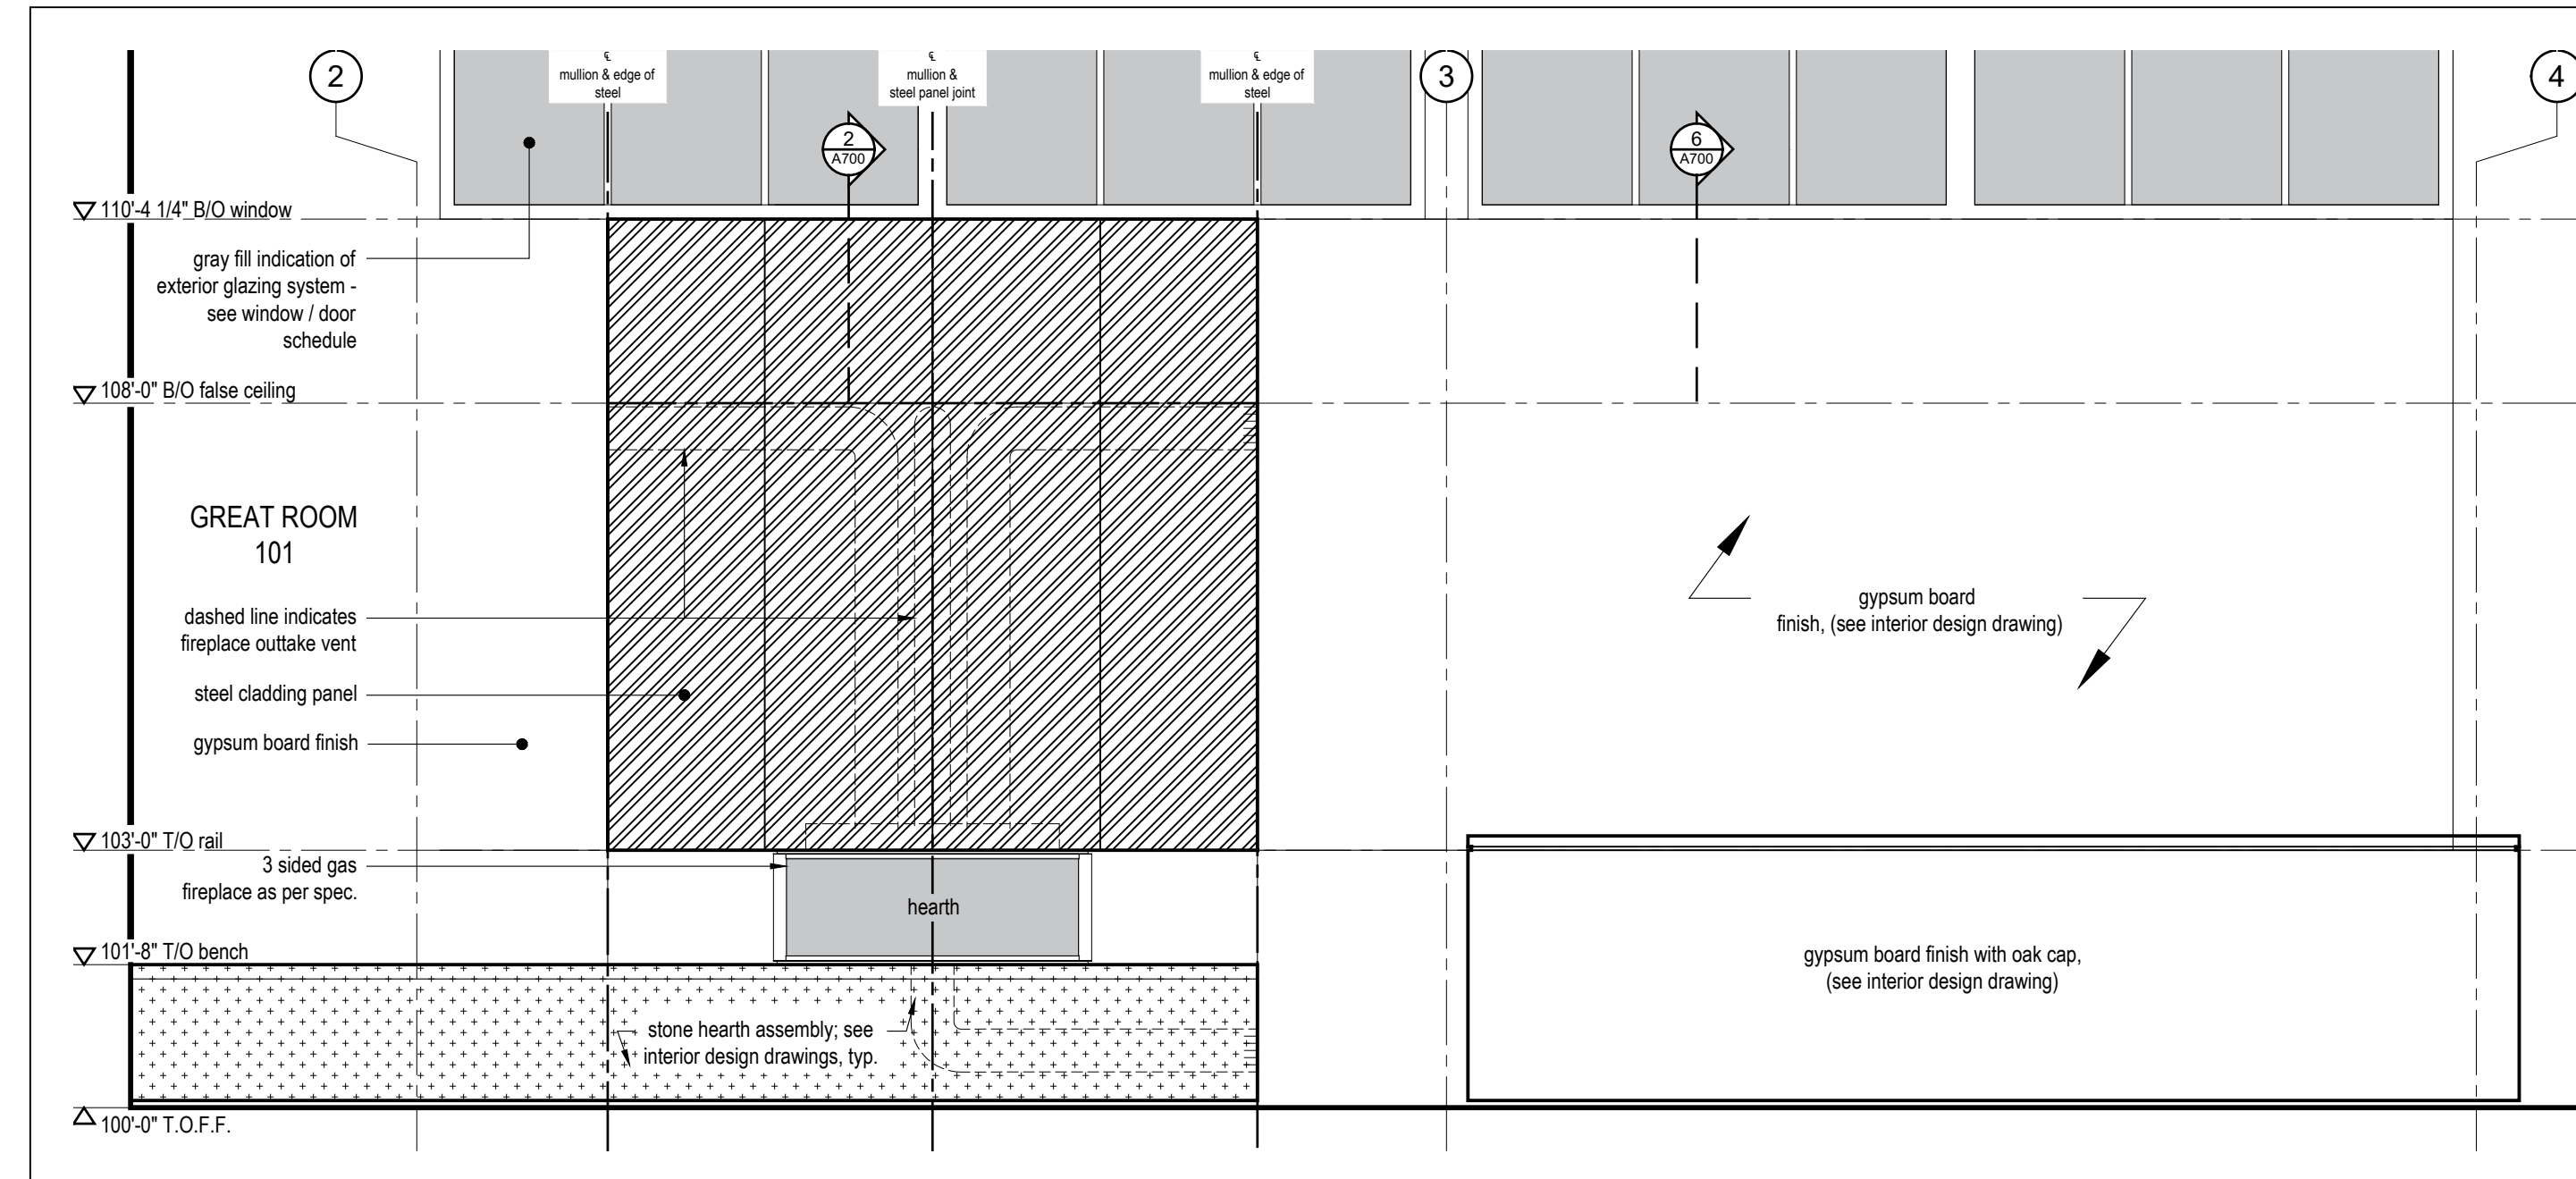 2
℄
mullion & edge of
steel
℄
mullion &
steel panel joint
℄
mullion & edge of
steel
3
4
2
A700
6
A700
110'-4 1/4" B/O window
gray fill indication of
exterior glazing system -
see window / door
schedule
108'-0" B/O false ceiling
GREAT ROOM
101
dashed line indicates
fireplace outtake vent
steel cladding panel
gypsum board finish
gypsum board
finish, (see interior design drawing)
103'-0" T/O rail
3 sided gas
fireplace as per spec.
hearth
101'-8" T/O bench
gypsum board finish with oak cap,
(see interior design drawing)
stone hearth assembly; see
interior design drawings, typ.
100'-0" T.O.F.F.